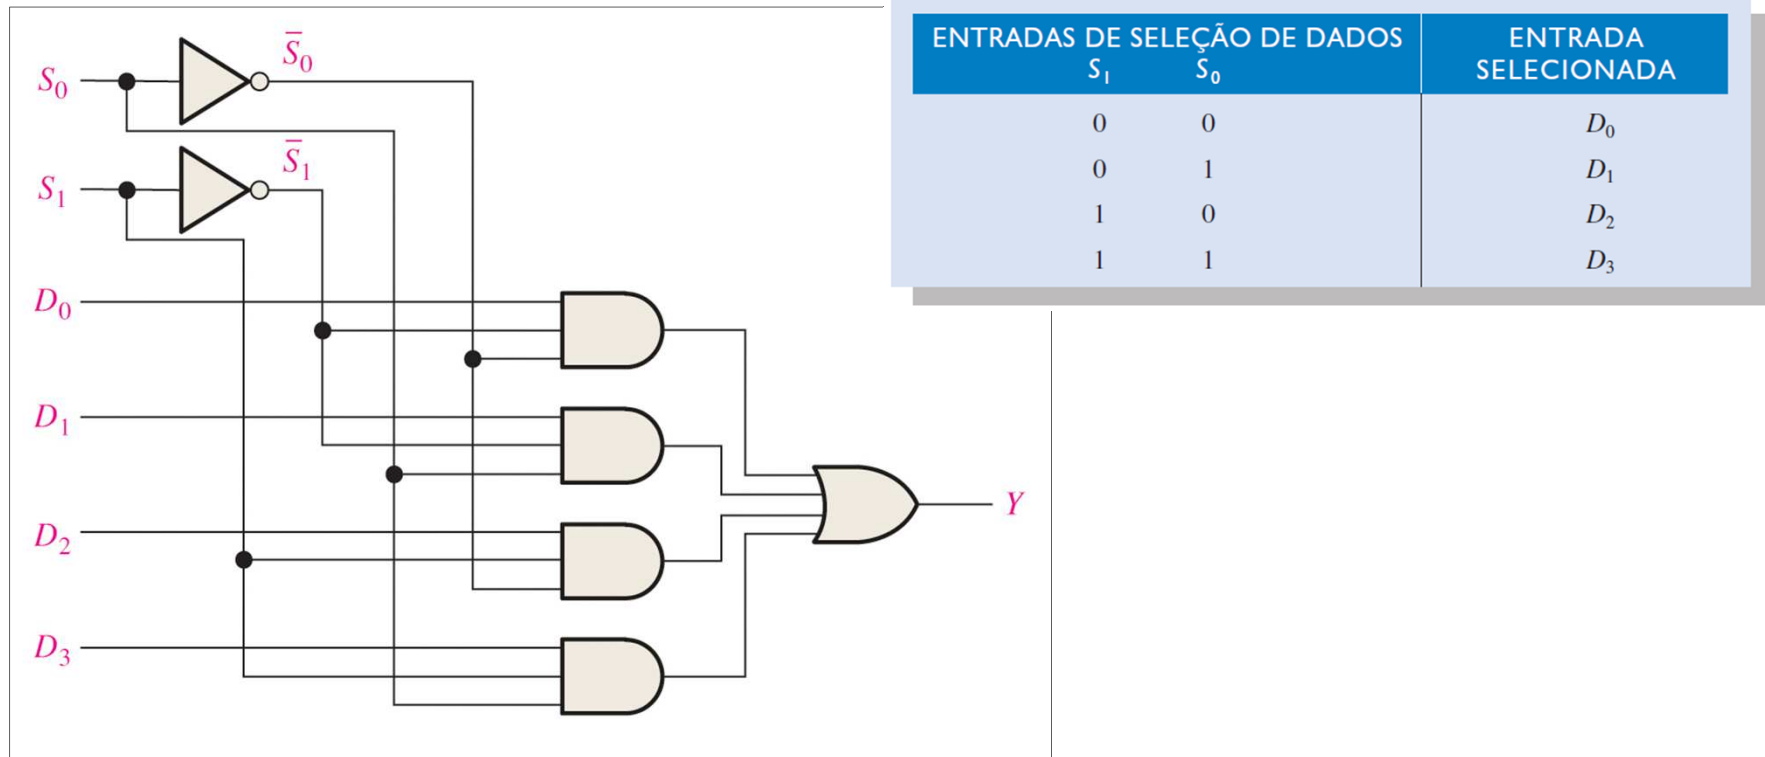 S̅0
S0
S̅1
S1
D0
D1
D2
D3
Y
ENTRADAS DE SELEÇÃO DE DADOS ENTRADA
S1 S0 SELECIONADA
0 0 D0
0 1 D1
1 0 D2
1 1 D3